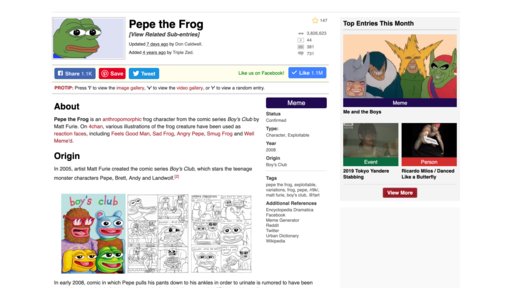 Pepe the Frog
[View Related Sub-entries]
Updated 7 days ago by Don Caldwell.
Added 4 years ago by Triple Zed.
147
3,826,623
44
381
731
Share 1.1K
Save
Tweet
Like us on Facebook!
Like 1.1M
PROTIP: Press 'i' to view the image gallery, 'v' to view the video gallery, or 'r' to view a random entry.
About
Pepe the Frog is an anthropomorphic frog character from the comic series Boy's Club by
Matt Furie. On 4chan, various illustrations of the frog creature have been used as
reaction faces, including Feels Good Man, Sad Frog, Angry Pepe, Smug Frog and Well
Meme'd.
Origin
In 2005, artist Matt Furie created the comic series Boy's Club, which stars the teenage
monster characters Pepe, Brett, Andy and Landwolf [2]
boy's club
In early 2008, comic in which Pepe pulls his pants down to his ankles in order to urinate is rumored to have been
Meme
Status
Confirmed
Type:
Character, Exploitable
Year
2008
Origin
Boy's Club
Tags
pepe the frog, exploitable,
variations, frog, pepe, r9k/,
matt furie, boy's club, /b/tert
Additional References
Encyclopedia Dramatica
Facebook
Meme Generator
Reddit
Twitter
Urban Dictionary
Wikipedia
Top Entries This Month
Meme
Me and the Boys
Event
2019 Tokyo Yandere
Stabbing
Person
Ricardo Milos / Danced
Like a Butterfly
View More